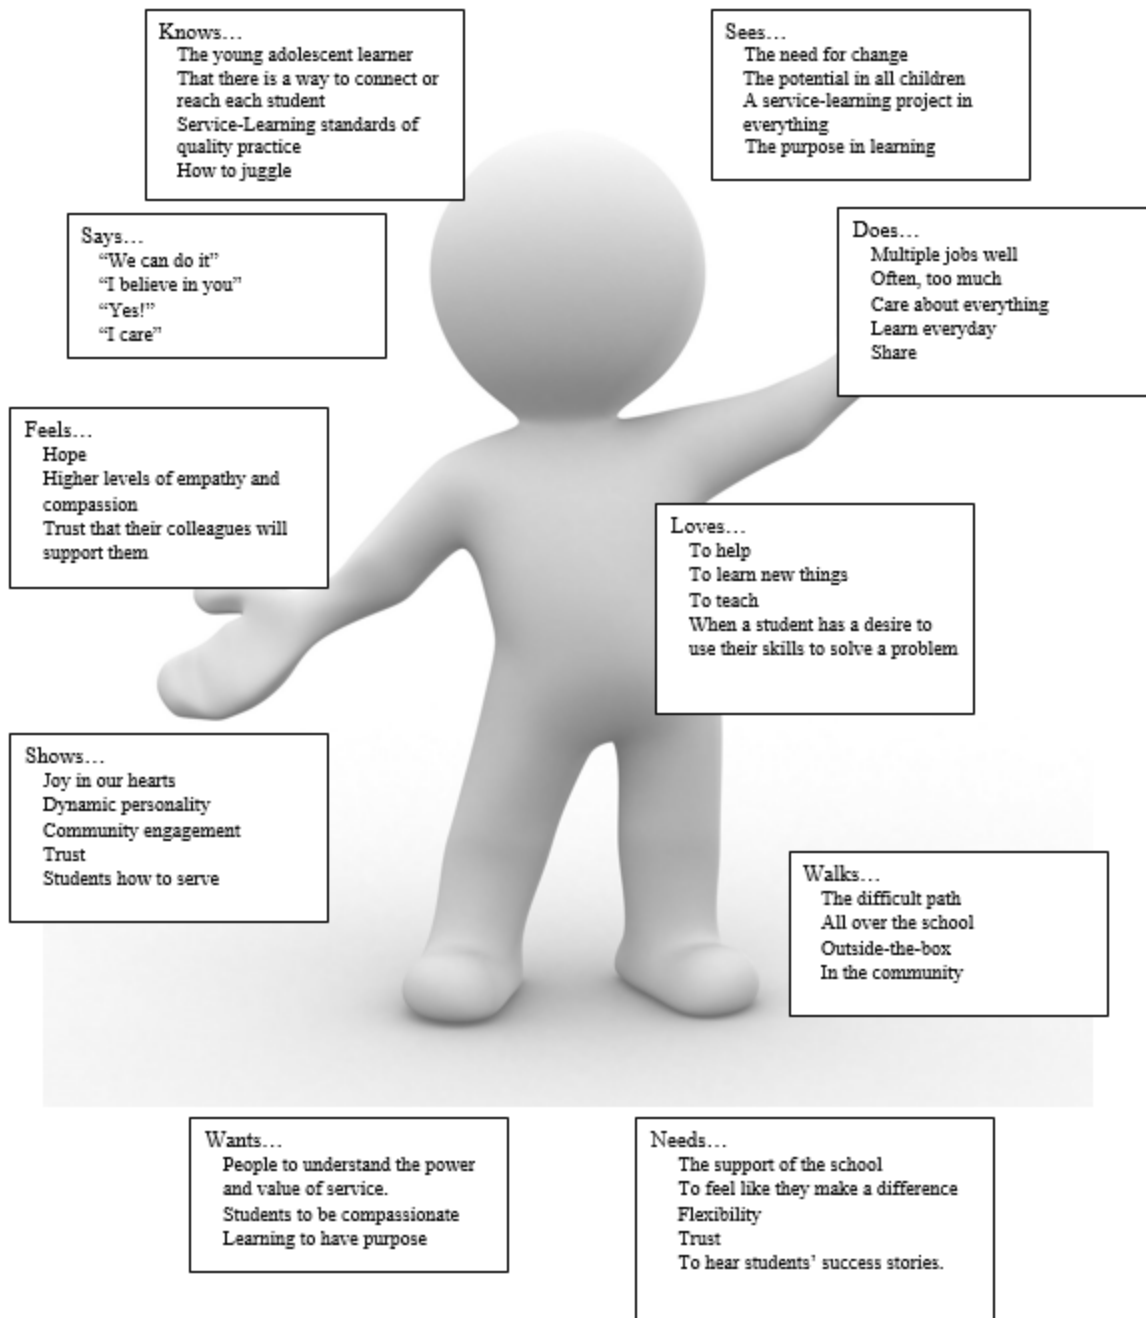 Knows…
The young adolescent learner
That there is a way to connect or
reach each student
Service-Learning standards of
quality practice
How to juggle
Sees…
The need for change
The potential in all children
A service-learning project in
everything
The purpose in learning
Says…
“We can do it”
“I believe in you”
“Yes!”
“I care”
Does…
Multiple jobs well
Often, too much
Care about everything
Learn everyday
Share
Feels…
Hope
Higher levels of empathy and
compassion
Trust that their colleagues will
support them
Loves…
To help
To learn new things
To teach
When a student has a desire to
use their skills to solve a problem
Shows…
Joy in our hearts
Dynamic personality
Community engagement
Trust
Students how to serve
Walks…
The difficult path
All over the school
Outside-the-box
In the community
Wants…
People to understand the power
and value of service.
Students to be compassionate
Learning to have purpose
Needs…
The support of the school
To feel like they make a difference
Flexibility
Trust
To hear students’ success stories.